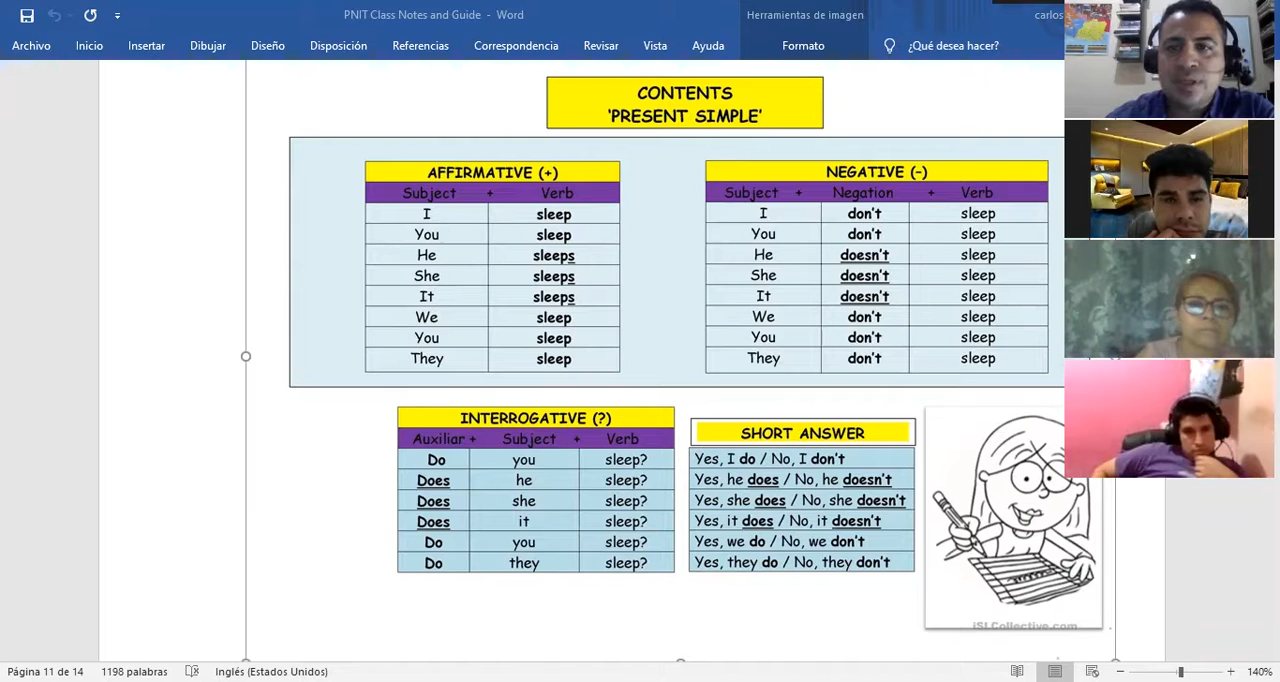 PNIT Class Notes and Guide - Word
Herramientas de imagen
carlos
Archivo Inicio Insertar Dibujar Diseño Disposición Referencias Correspondencia Revisar Vista Ayuda Formato ¿Qué desea hacer?
CONTENTS
'PRESENT SIMPLE'
AFFIRMATIVE (+)
Subject + Verb
I sleep
You sleep
He sleeps
She sleeps
It sleeps
We sleep
You sleep
They sleep
NEGATIVE (-)
Subject + Negation + Verb
I don't sleep
You don't sleep
He doesn't sleep
She doesn't sleep
It doesn't sleep
We don't sleep
You don't sleep
They don't sleep
INTERROGATIVE (?)
Auxiliar + Subject + Verb
Do you sleep?
Does he sleep?
Does she sleep?
Does it sleep?
Do you sleep?
Do they sleep?
SHORT ANSWER
Yes, I do / No, I don't
Yes, he does / No, he doesn't
Yes, she does / No, she doesn't
Yes, it does / No, it doesn't
Yes, we do / No, we don't
Yes, they do / No, they don't
iSLCollective.com
Página 11 de 14 1198 palabras Inglés (Estados Unidos) 140%